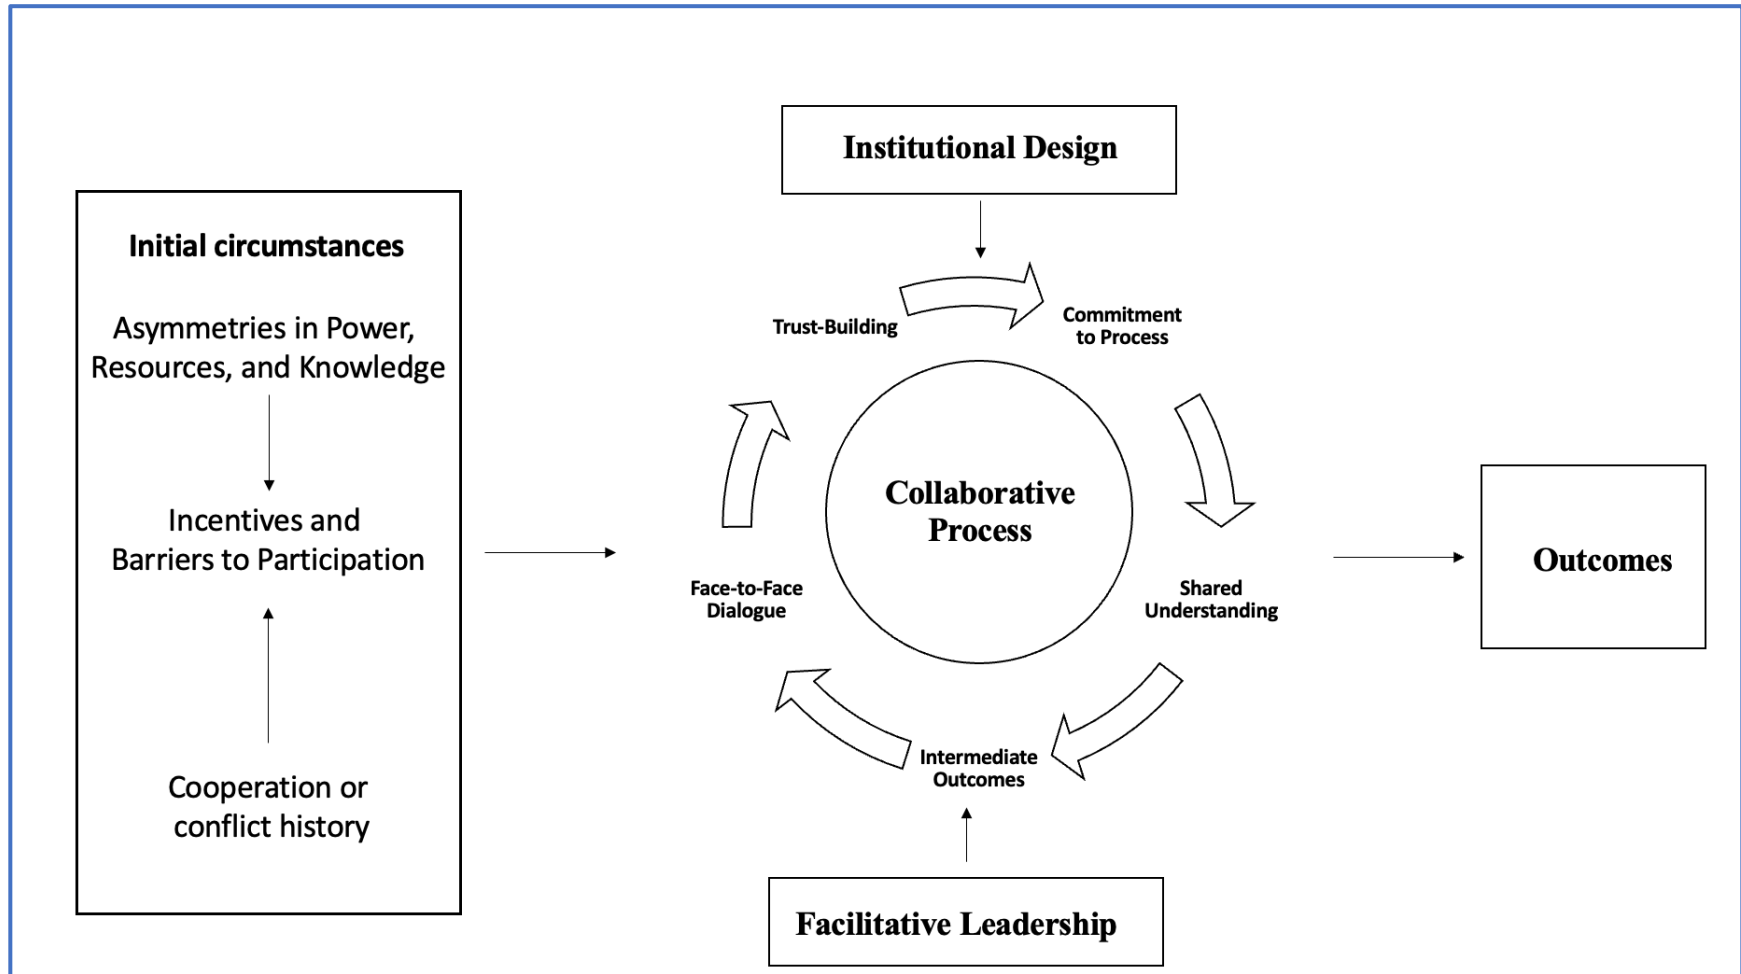 Initial circumstances
Asymmetries in Power,
Resources, and Knowledge
Incentives and
Barriers to Participation
Cooperation or
conflict history
Institutional Design
Trust-Building
Commitment
to Process
Collaborative
Process
Face-to-Face
Dialogue
Shared
Understanding
Intermediate
Outcomes
Facilitative Leadership
Outcomes